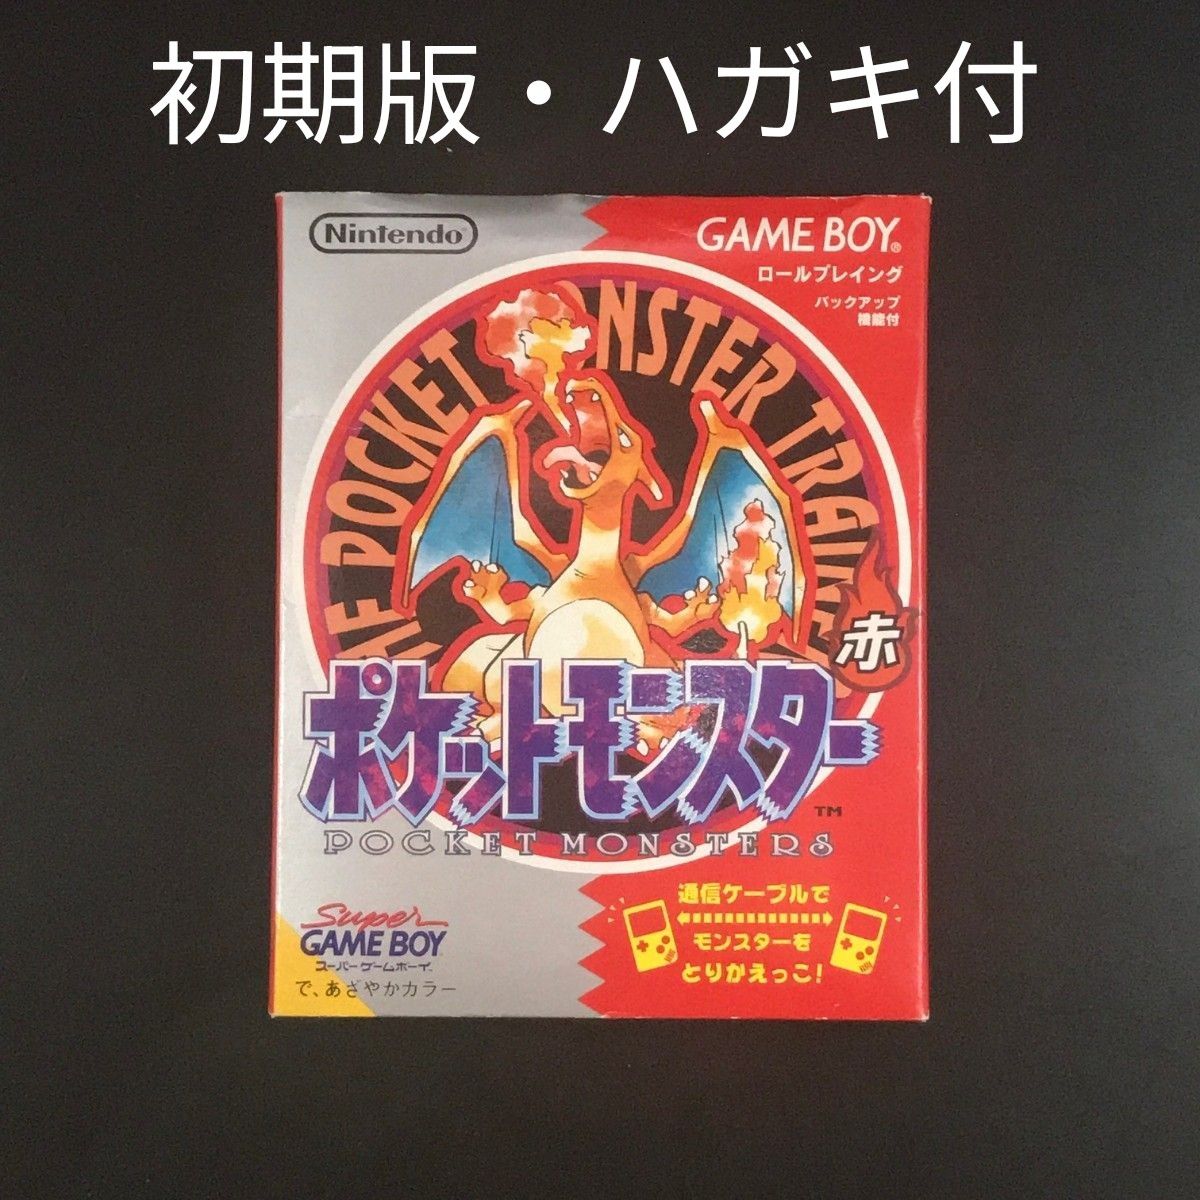 初期版・ハガキ付
Nintendo
GAME BOY®
ロールプレイング
バックアップ
機能付
POCKET MONSTER TRAINE
赤
ポケットモンスター
TM
POCKET MONSTERS
通信ケーブルで
モンスターを
とりかえっこ!
Super
GAME BOY
スーパーゲームボーイ
で、あざやかカラー